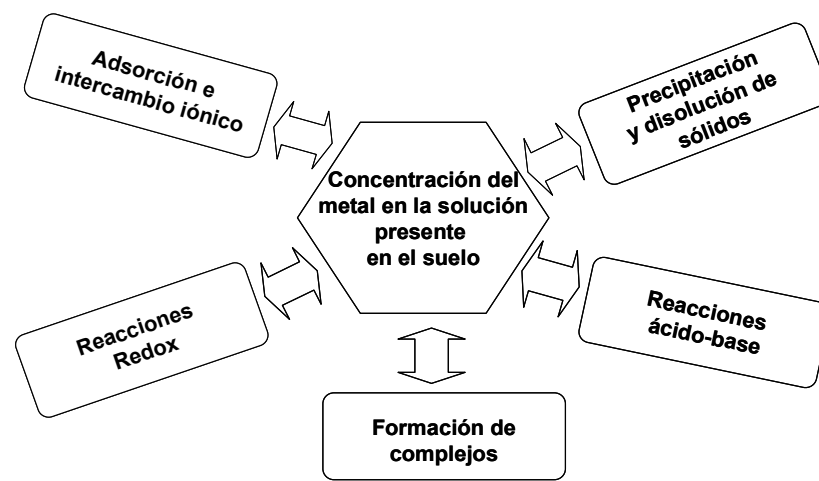 Adsorción e
intercambio iónico
Precipitación
y disolución de
sólidos
Concentración del
metal en la solución
presente
en el suelo
Reacciones
Redox
Reacciones
ácido-base
Formación de
complejos